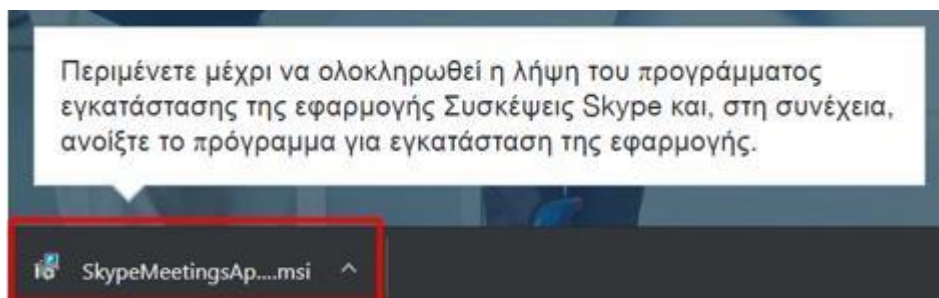 Περιμένετε μέχρι να ολοκληρωθεί η λήψη του προγράμματος
εγκατάστασης της εφαρμογής Συσκέψεις Skype και, στη συνέχεια,
ανοίξτε το πρόγραμμα για εγκατάσταση της εφαρμογής.
SkypeMeetingsAp....msi